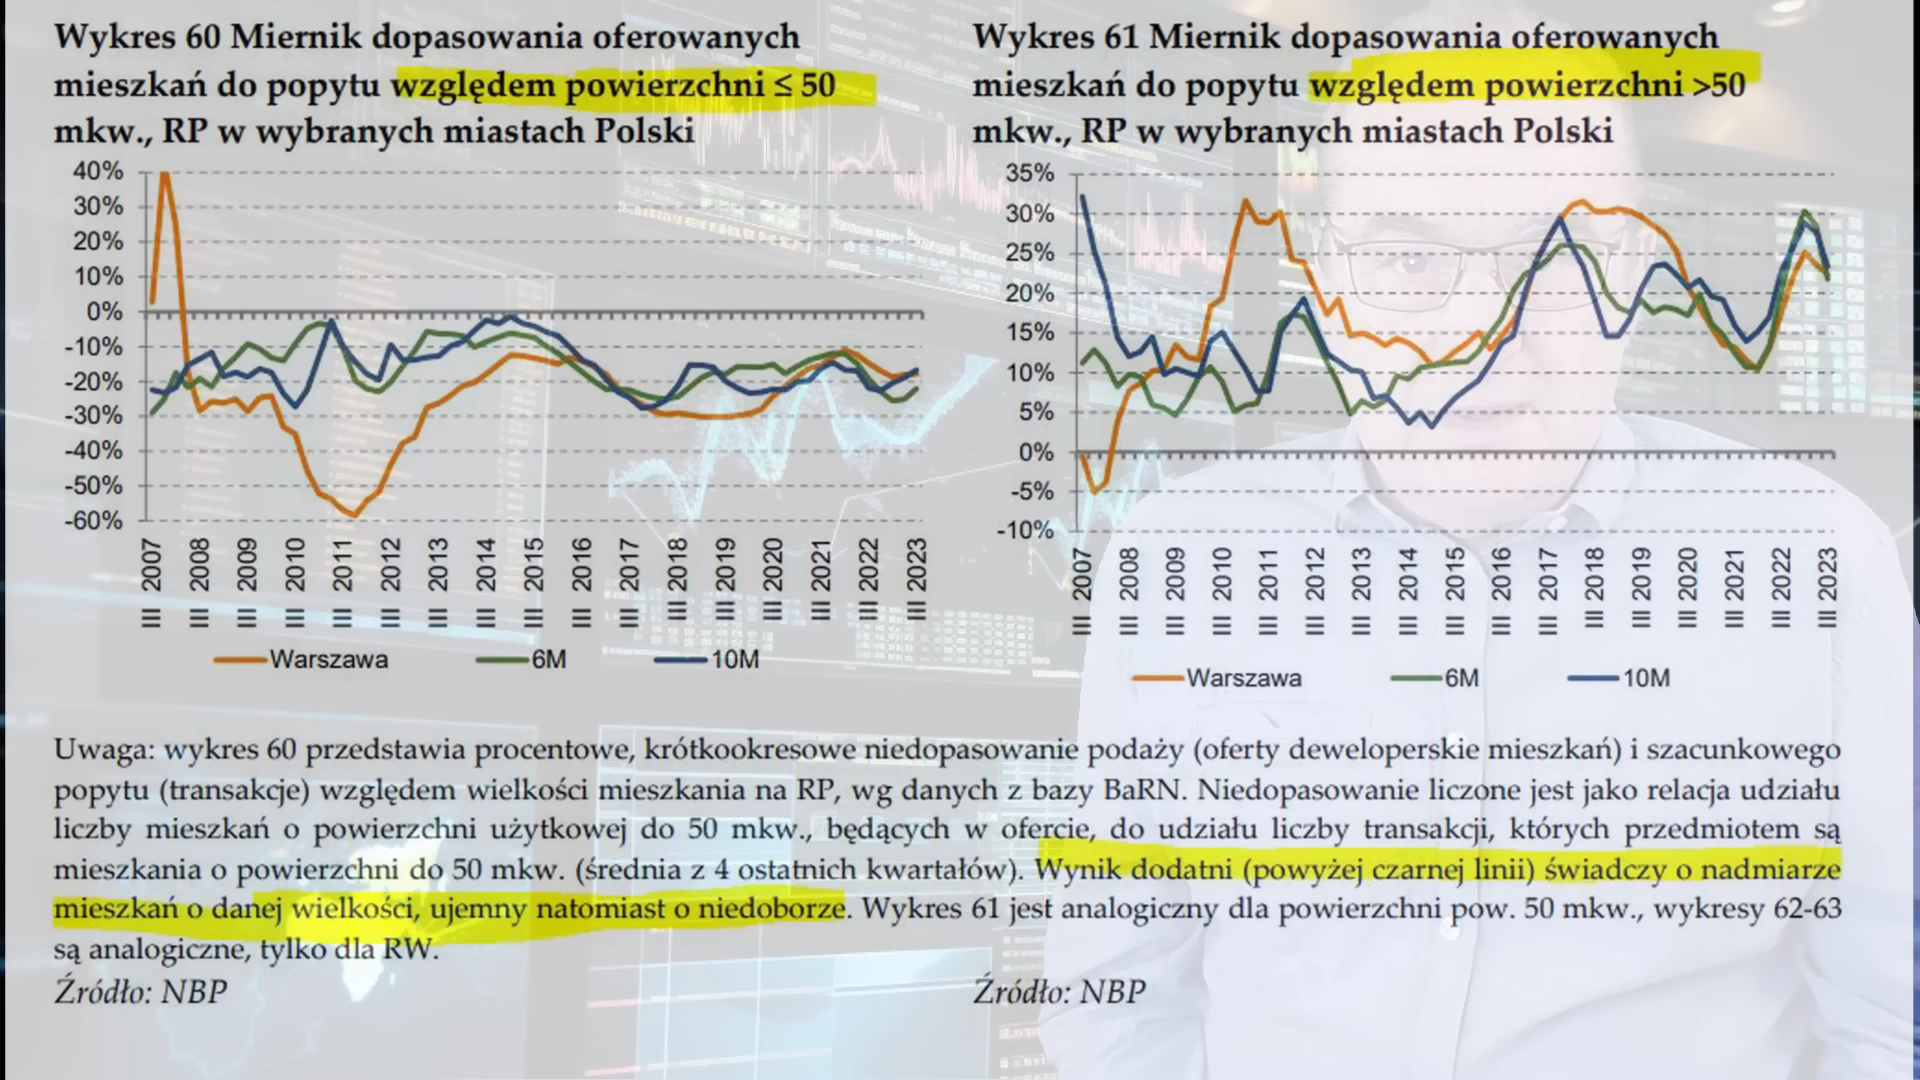 Wykres 60 Miernik dopasowania oferowanych
mieszkań do popytu względem powierzchni ≤ 50
mkw., RP w wybranych miastach Polski
40%
30%
20%
10%
0%
-10%
-20%
-30%
-40%
-50%
-60%
III 2007
III 2008
III 2009
III 2010
III 2011
III 2012
III 2013
III 2014
III 2015
III 2016
III 2017
III 2018
III 2019
III 2020
III 2021
III 2022
III 2023
Warszawa 6M 10M
Wykres 61 Miernik dopasowania oferowanych
mieszkań do popytu względem powierzchni >50
mkw., RP w wybranych miastach Polski
35%
30%
25%
20%
15%
10%
5%
0%
-5%
-10%
III 2007
III 2008
III 2009
III 2010
III 2011
III 2012
III 2013
III 2014
III 2015
III 2016
III 2017
III 2018
III 2019
III 2020
III 2021
III 2022
III 2023
Warszawa 6M 10M
Uwaga: wykres 60 przedstawia procentowe, krótkookresowe niedopasowanie podaży (oferty deweloperskie mieszkań) i szacunkowego
popytu (transakcje) względem wielkości mieszkania na RP, wg danych z bazy BaRN. Niedopasowanie liczone jest jako relacja udziału
liczby mieszkań o powierzchni użytkowej do 50 mkw., będących w ofercie, do udziału liczby transakcji, których przedmiotem są
mieszkania o powierzchni do 50 mkw. (średnia z 4 ostatnich kwartałów). Wynik dodatni (powyżej czarnej linii) świadczy o nadmiarze
mieszkań o danej wielkości, ujemny natomiast o niedoborze. Wykres 61 jest analogiczny dla powierzchni pow. 50 mkw., wykresy 62-63
są analogiczne, tylko dla RW.
Źródło: NBP
Źródło: NBP